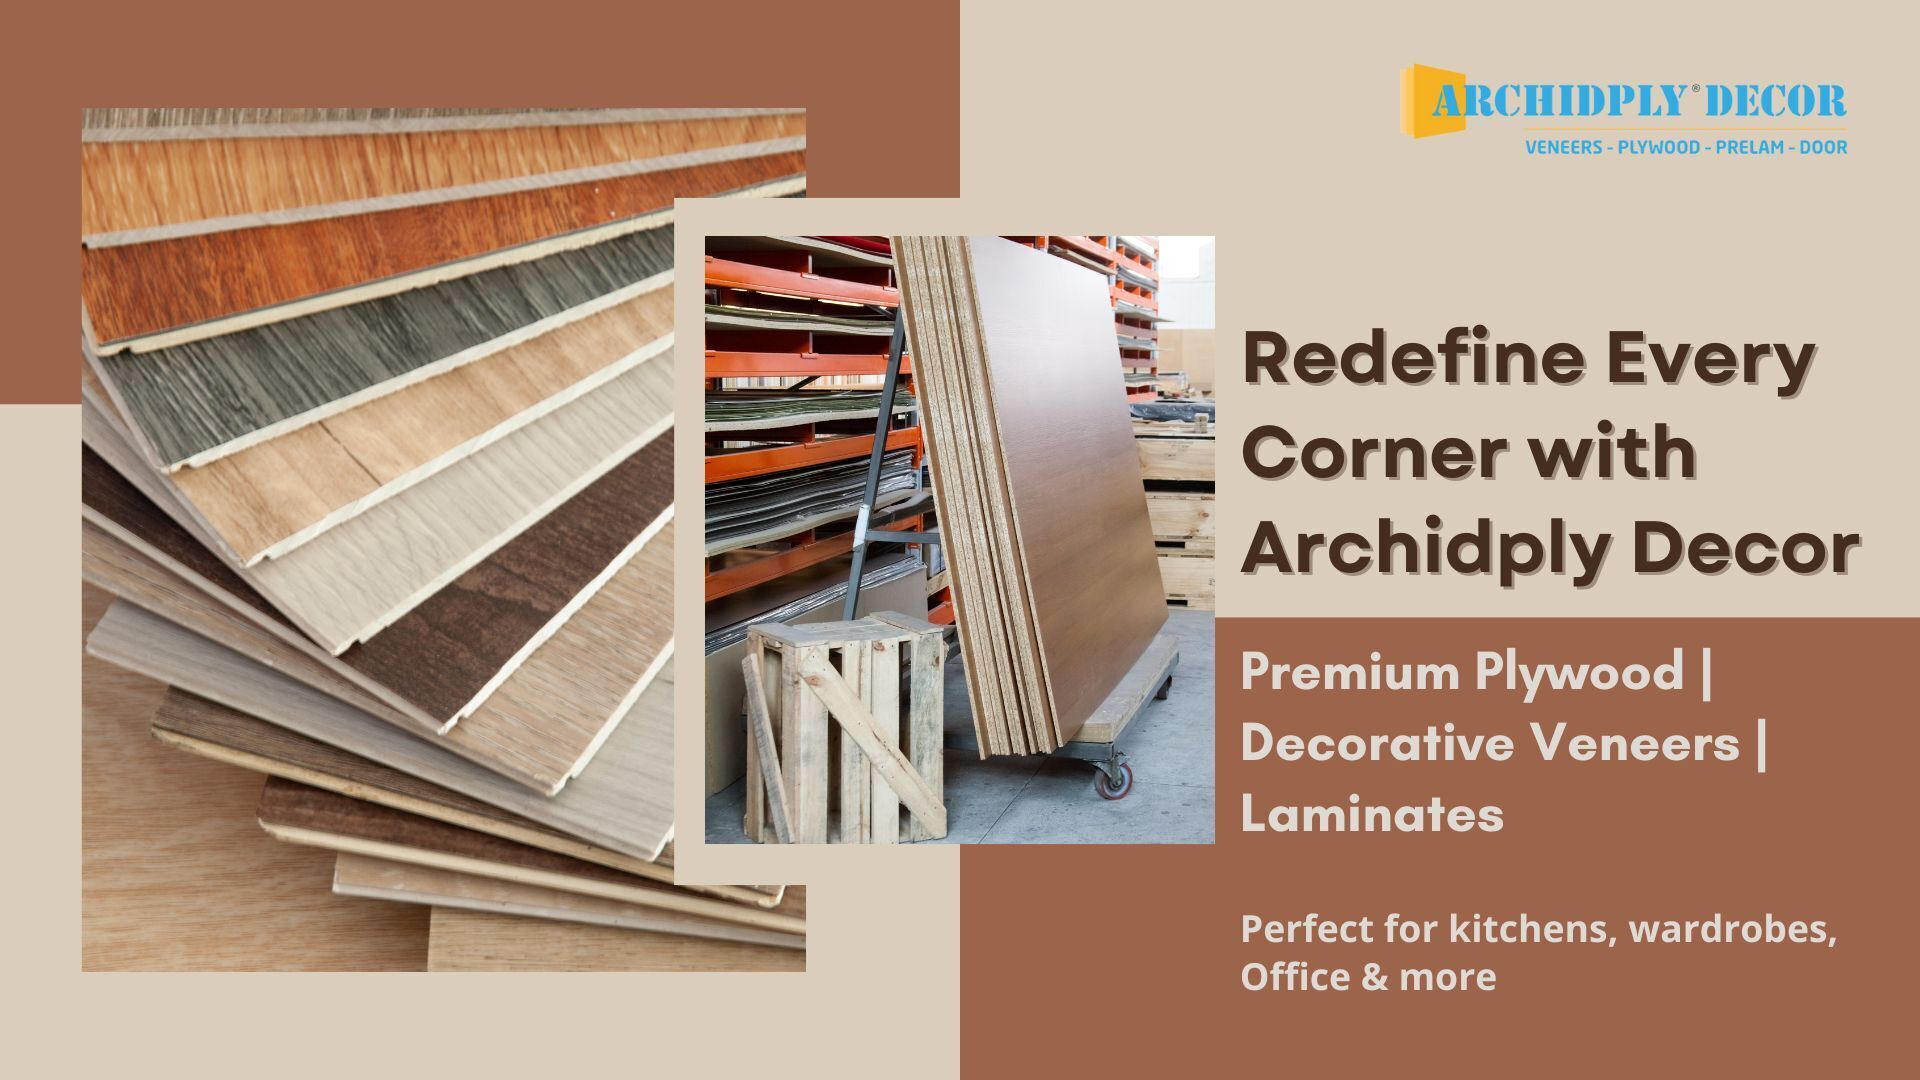 ARCHIDPLY® DECOR
VENEERS - PLYWOOD - PRELAM - DOOR
Redefine Every
Corner with
Archidply Decor
Premium Plywood |
Decorative Veneers |
Laminates
Perfect for kitchens, wardrobes,
Office & more